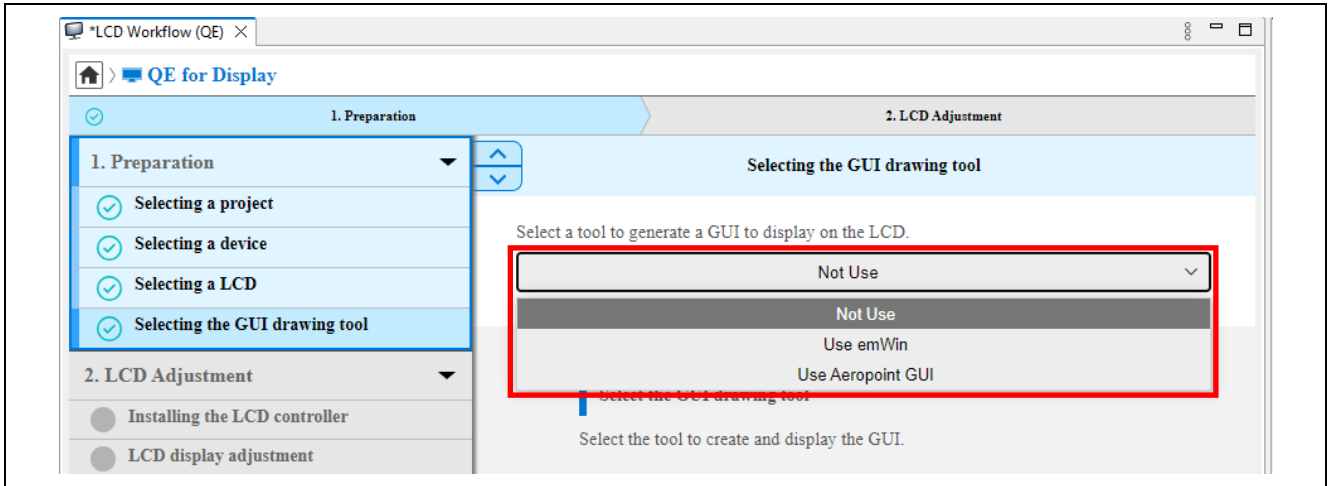 *LCD Workflow (QE)
QE for Display
1. Preparation
2. LCD Adjustment
1. Preparation
Selecting a project
Selecting a device
Selecting a LCD
Selecting the GUI drawing tool
2. LCD Adjustment
Installing the LCD controller
LCD display adjustment
Selecting the GUI drawing tool
Select a tool to generate a GUI to display on the LCD.
Not Use
Not Use
Use emWin
Use Aeropoint GUI
Select the GUI drawing tool
Select the tool to create and display the GUI.